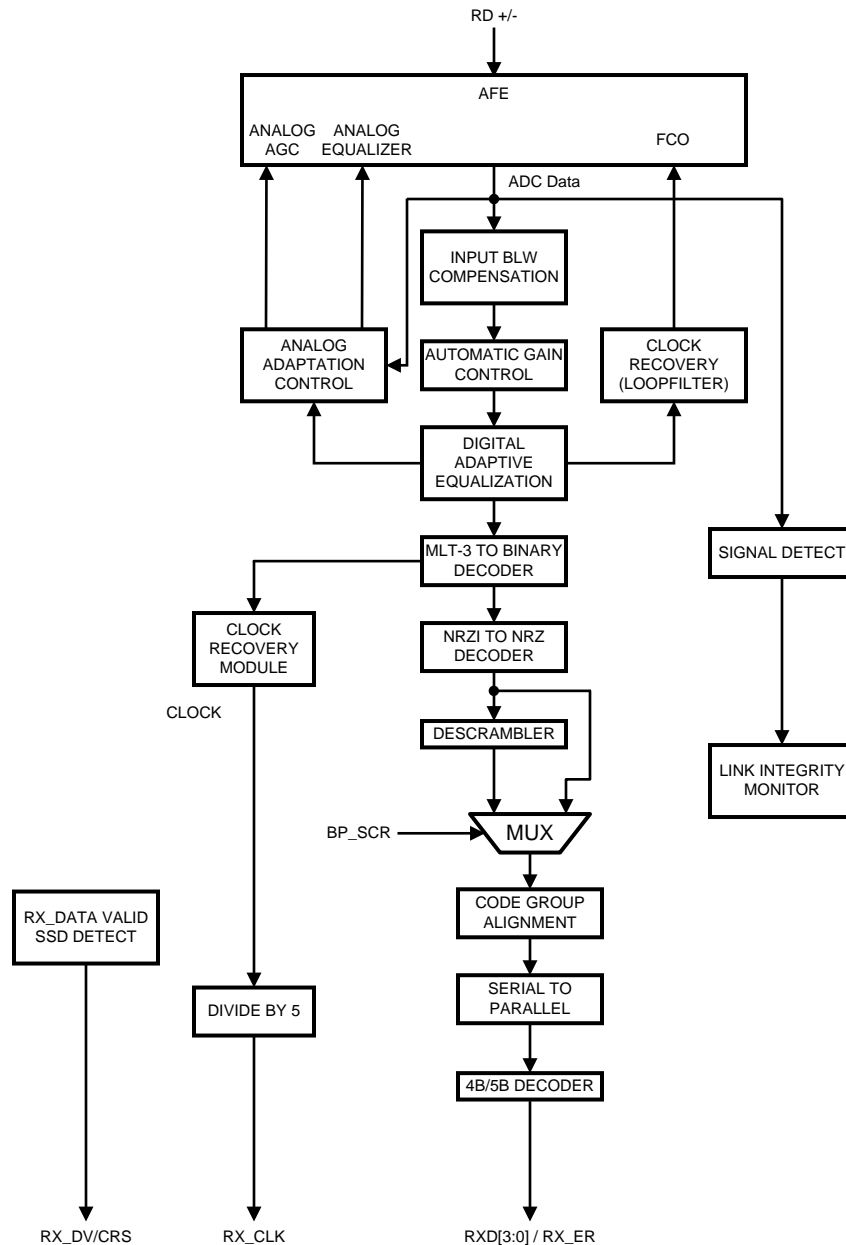 RD +/-
AFE
ANALOG
AGC
ANALOG
EQUALIZER
FCO
ADC Data
INPUT BLW
COMPENSATION
ANALOG
ADAPTATION
CONTROL
AUTOMATIC GAIN
CONTROL
CLOCK
RECOVERY
(LOOPFILTER)
DIGITAL
ADAPTIVE
EQUALIZATION
MLT-3 TO BINARY
DECODER
SIGNAL DETECT
CLOCK
RECOVERY
MODULE
NRZI TO NRZ
DECODER
CLOCK
DESCRAMBLER
LINK INTEGRITY
MONITOR
BP_SCR
MUX
RX_DATA VALID
SSD DETECT
CODE GROUP
ALIGNMENT
DIVIDE BY 5
SERIAL TO
PARALLEL
4B/5B DECODER
RX_DV/CRS
RX_CLK
RXD[3:0] / RX_ER